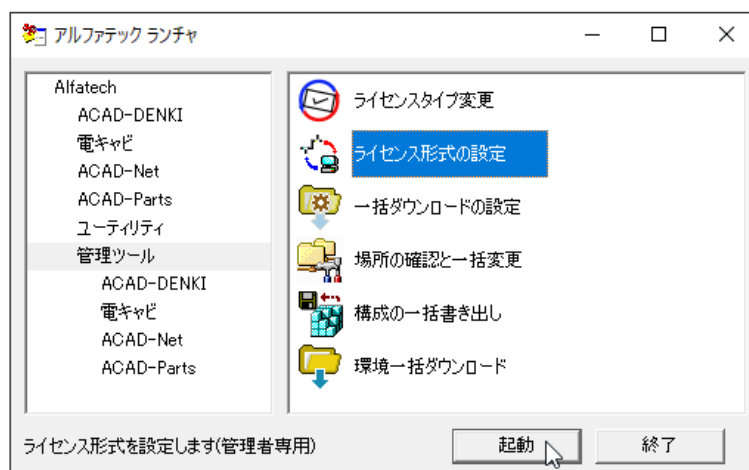 アルファテック ランチャ
Alfatech
ACAD-DENKI
電キャビ
ACAD-Net
ACAD-Parts
ユーティリティ
管理ツール
ACAD-DENKI
電キャビ
ACAD-Net
ACAD-Parts
ライセンスタイプ変更
ライセンス形式の設定
一括ダウンロードの設定
場所の確認と一括変更
構成の一括書き出し
環境一括ダウンロード
ライセンス形式を設定します(管理者専用)
起動
終了